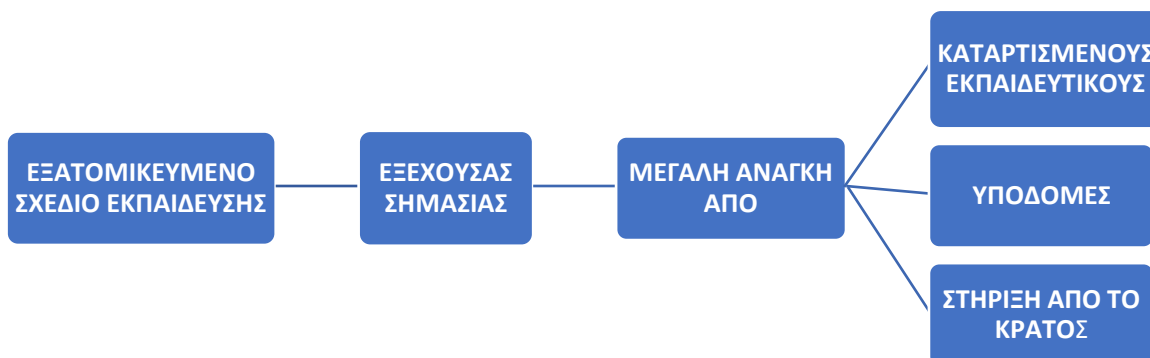 ΕΞΑΤΟΜΙΚΕΥΜΕΝΟ
ΣΧΕΔΙΟ ΕΚΠΑΙΔΕΥΣΗΣ
ΕΞΕΧΟΥΣΑΣ
ΣΗΜΑΣΙΑΣ
ΜΕΓΑΛΗ ΑΝΑΓΚΗ
ΑΠΟ
ΚΑΤΑΡΤΙΣΜΕΝΟΥΣ
ΕΚΠΑΙΔΕΥΤΙΚΟΥΣ
ΥΠΟΔΟΜΕΣ
ΣΤΗΡΙΞΗ ΑΠΟ ΤΟ
ΚΡΑΤΟΣ